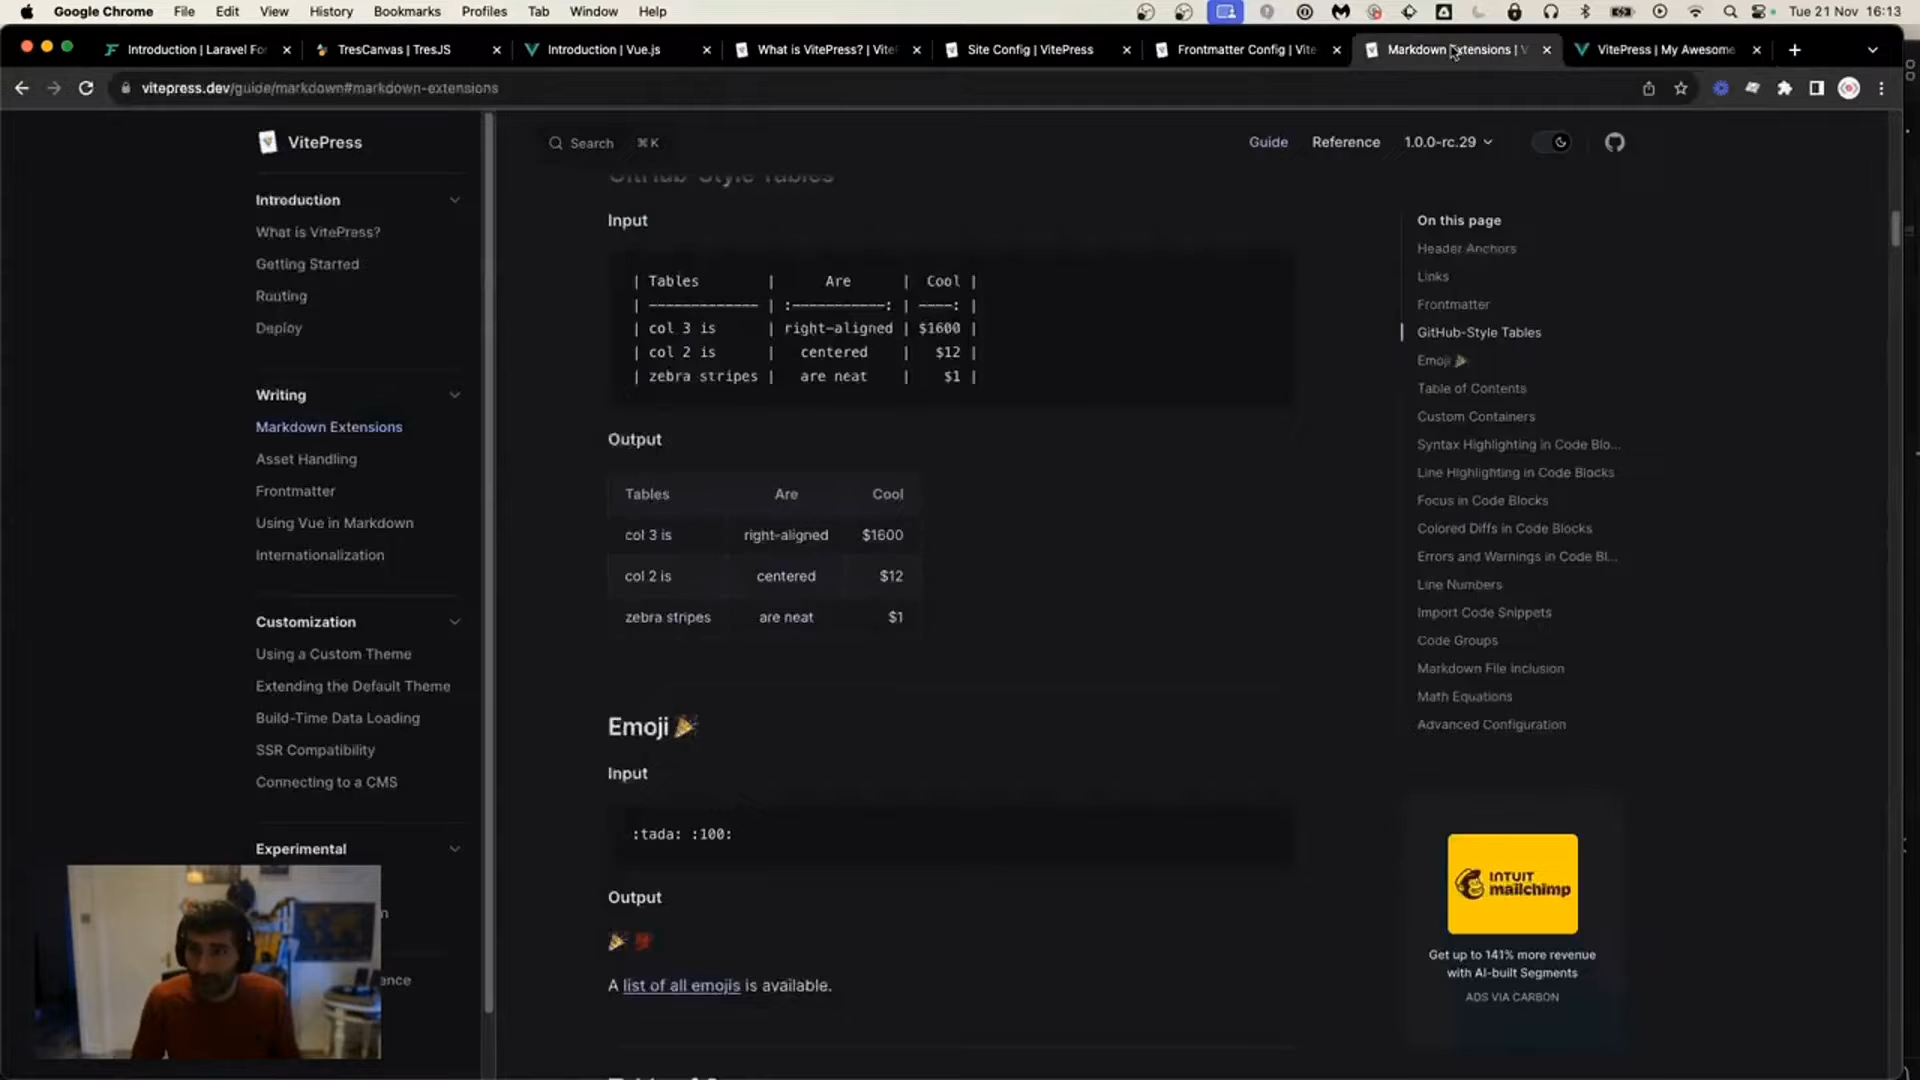 Google Chrome File Edit View History Bookmarks Profiles Tab Window Help Tue 21 Nov 16:13
Introduction | Laravel For TresCanvas | TresJS Introduction | Vue.js What is VitePress? | Vite Site Config | VitePress Frontmatter Config | Vite Markdown Extensions | V VitePress | My Awesome
vitepress.dev/guide/markdown#markdown-extensions
VitePress
Search ⌘K
Guide Reference 1.0.0-rc.29
Introduction
What is VitePress?
Getting Started
Routing
Deploy
Writing
Markdown Extensions
Asset Handling
Frontmatter
Using Vue in Markdown
Internationalization
Customization
Using a Custom Theme
Extending the Default Theme
Build-Time Data Loading
SSR Compatibility
Connecting to a CMS
Experimental
GitHub-Style Tables
Input
| Tables | Are | Cool |
| ------------- | :-----------: | ----: |
| col 3 is | right-aligned | $1600 |
| col 2 is | centered | $12 |
| zebra stripes | are neat | $1 |
Output
Tables Are Cool
col 3 is right-aligned $1600
col 2 is centered $12
zebra stripes are neat $1
Emoji 🎉
Input
:tada: :100:
Output
🎉 💯
A list of all emojis is available.
On this page
Header Anchors
Links
Frontmatter
GitHub-Style Tables
Emoji 🎉
Table of Contents
Custom Containers
Syntax Highlighting in Code Blo...
Line Highlighting in Code Blocks
Focus in Code Blocks
Colored Diffs in Code Blocks
Errors and Warnings in Code Bl...
Line Numbers
Import Code Snippets
Code Groups
Markdown File Inclusion
Math Equations
Advanced Configuration
INTUIT
mailchimp
Get up to 141% more revenue
with AI-built Segments
ADS VIA CARBON